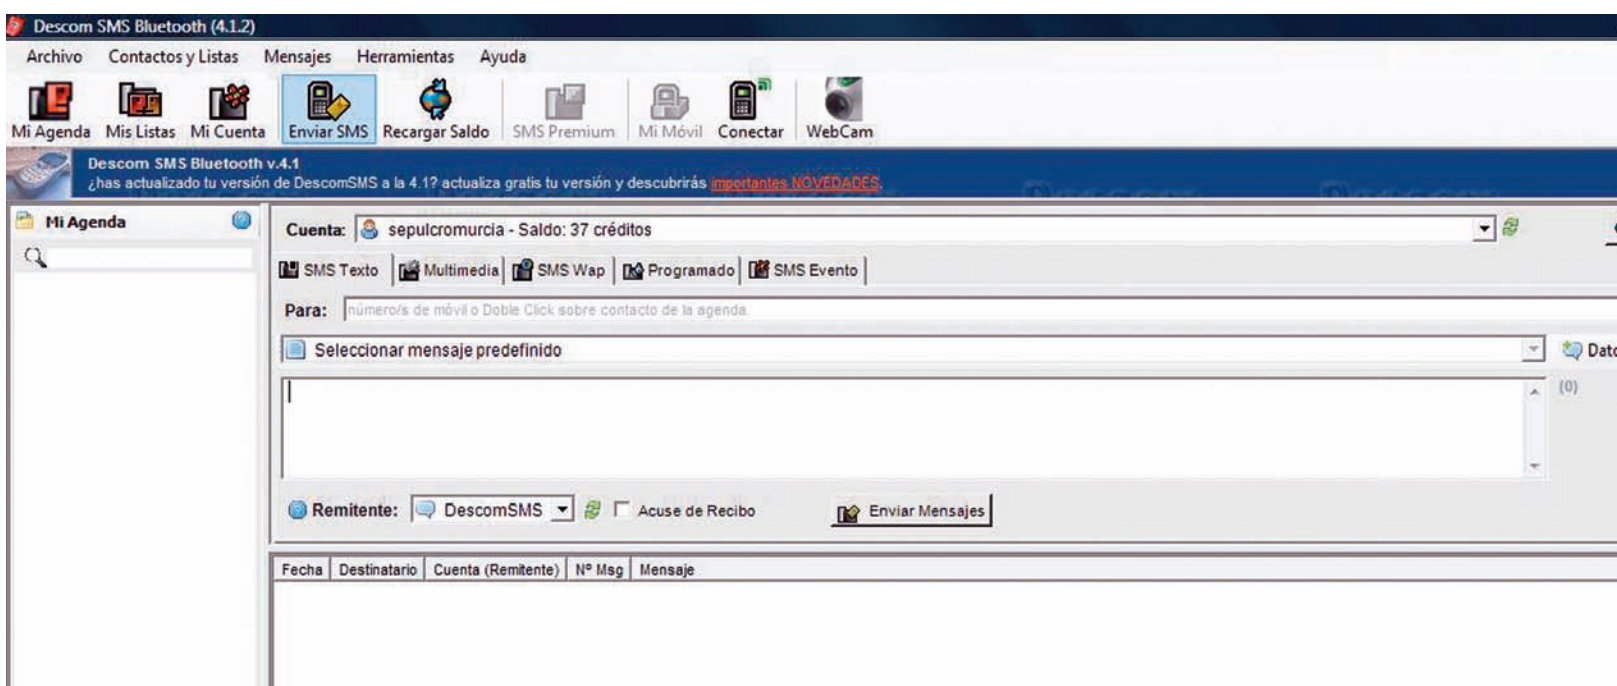 Descom SMS Bluetooth (4.1.2)
Archivo Contactos y Listas Mensajes Herramientas Ayuda
Mi Agenda Mis Listas Mi Cuenta Enviar SMS Recargar Saldo SMS Premium Mi Móvil Conectar WebCam
Descom SMS Bluetooth v.4.1
¿has actualizado tu versión de DescomSMS a la 4.1? actualiza gratis tu versión y descubrirás importantes NOVEDADES.
Mi Agenda
Cuenta: sepulcromurcia - Saldo: 37 créditos
SMS Texto Multimedia SMS Wap Programado SMS Evento
Para: número/s de móvil o Doble Click sobre contacto de la agenda.
Seleccionar mensaje predefinido
(0)
Remitente: DescomSMS Acuse de Recibo Enviar Mensajes
Fecha Destinatario Cuenta (Remitente) Nº Msg Mensaje